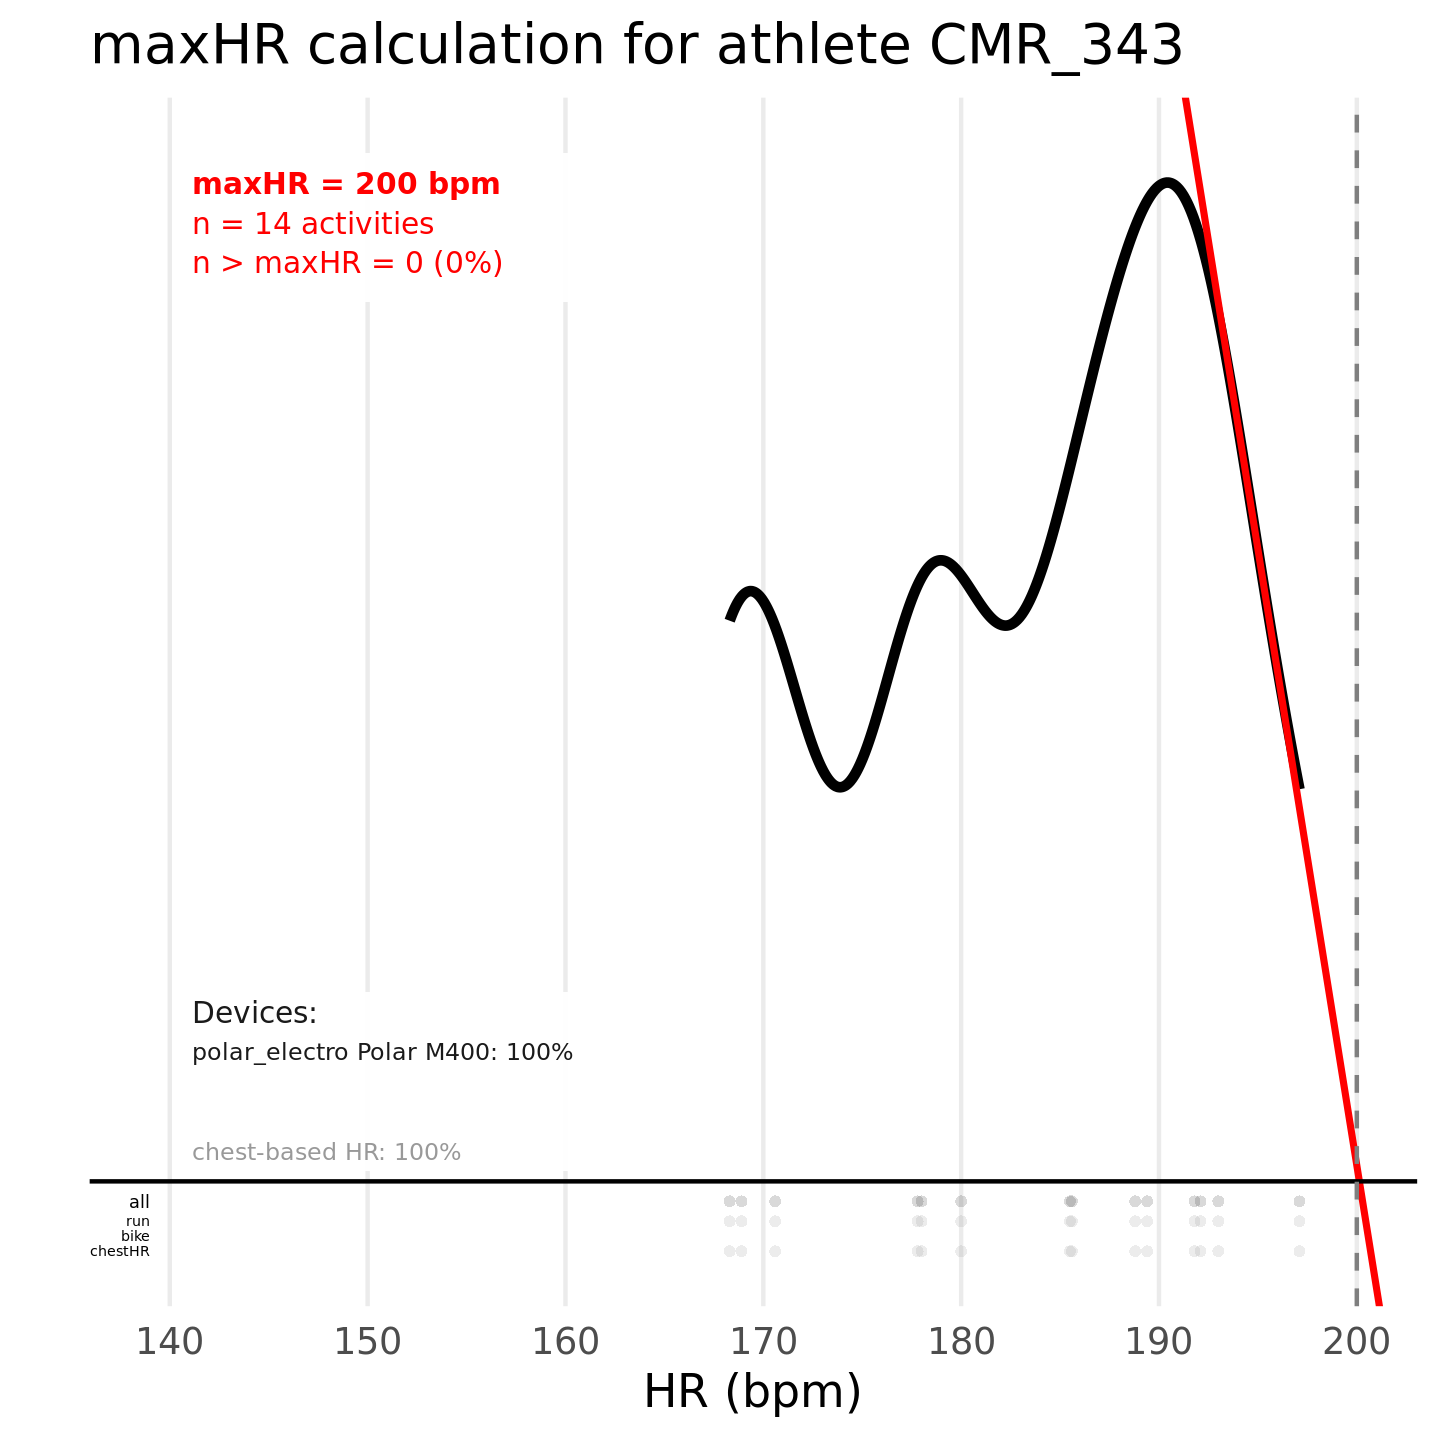 maxHR calculation for athlete CMR_343
maxHR = 200 bpm
n = 14 activities
n > maxHR = 0 (0%)
Devices:
polar_electro Polar M400: 100%
chest-based HR: 100%
all
run
bike
chestHR
140 150 160 170 180 190 200
HR (bpm)